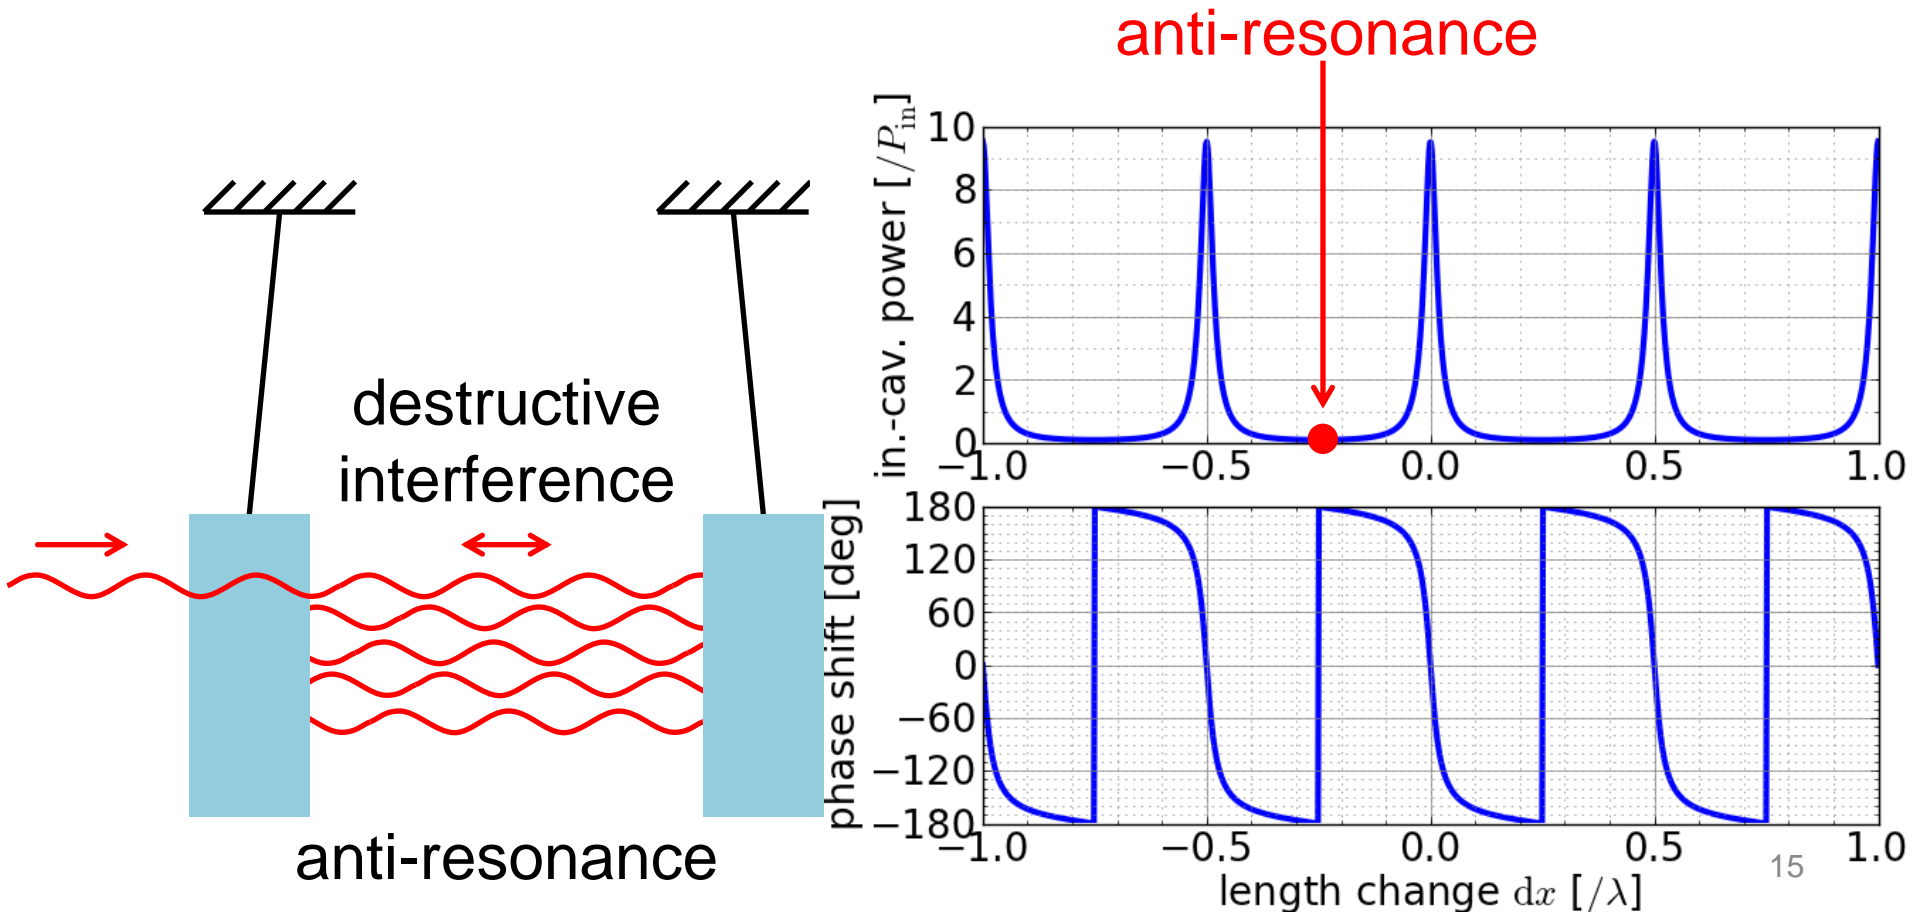 anti-resonance
destructive
interference
anti-resonance
in.-cav. power [/P_in]
10
8
6
4
2
0
−1.0 −0.5 0.0 0.5 1.0
phase shift [deg]
180
120
60
0
−60
−120
−180
−1.0 −0.5 0.0 0.5 1.0
length change dx [/λ]
15